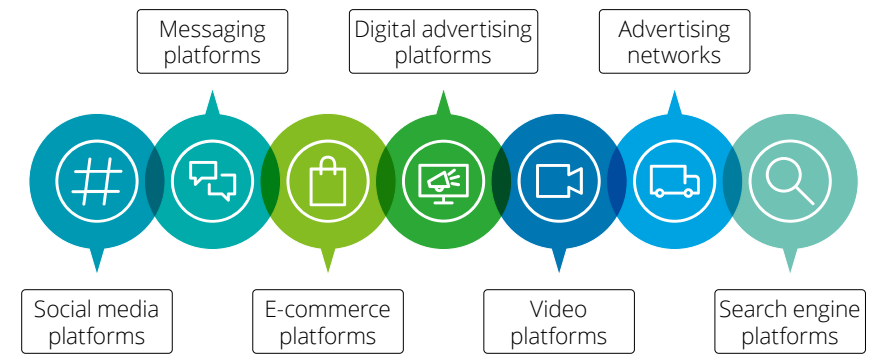 Messaging
platforms
Digital advertising
platforms
Advertising
networks
Social media
platforms
E-commerce
platforms
Video
platforms
Search engine
platforms